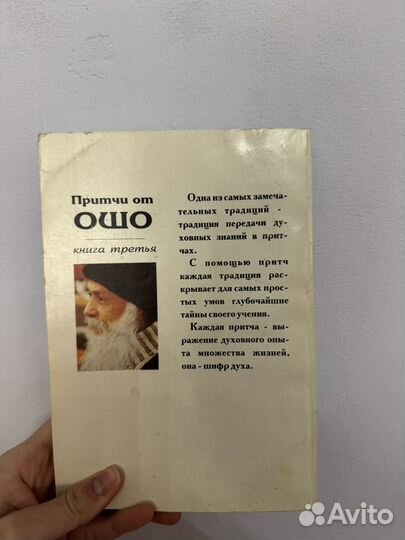 Притчи от
ОШО
книга третья
Одна из самых замеча-
тельных традиций -
традиция передачи ду-
ховных знаний в прит-
чах.
С помощью притч
каждая традиция рас-
крывает для самых прос-
тых умов глубочайшие
тайны своего учения.
Каждая притча - вы-
ражение духовного опы-
та множества жизней,
она - шифр духа.
Avito